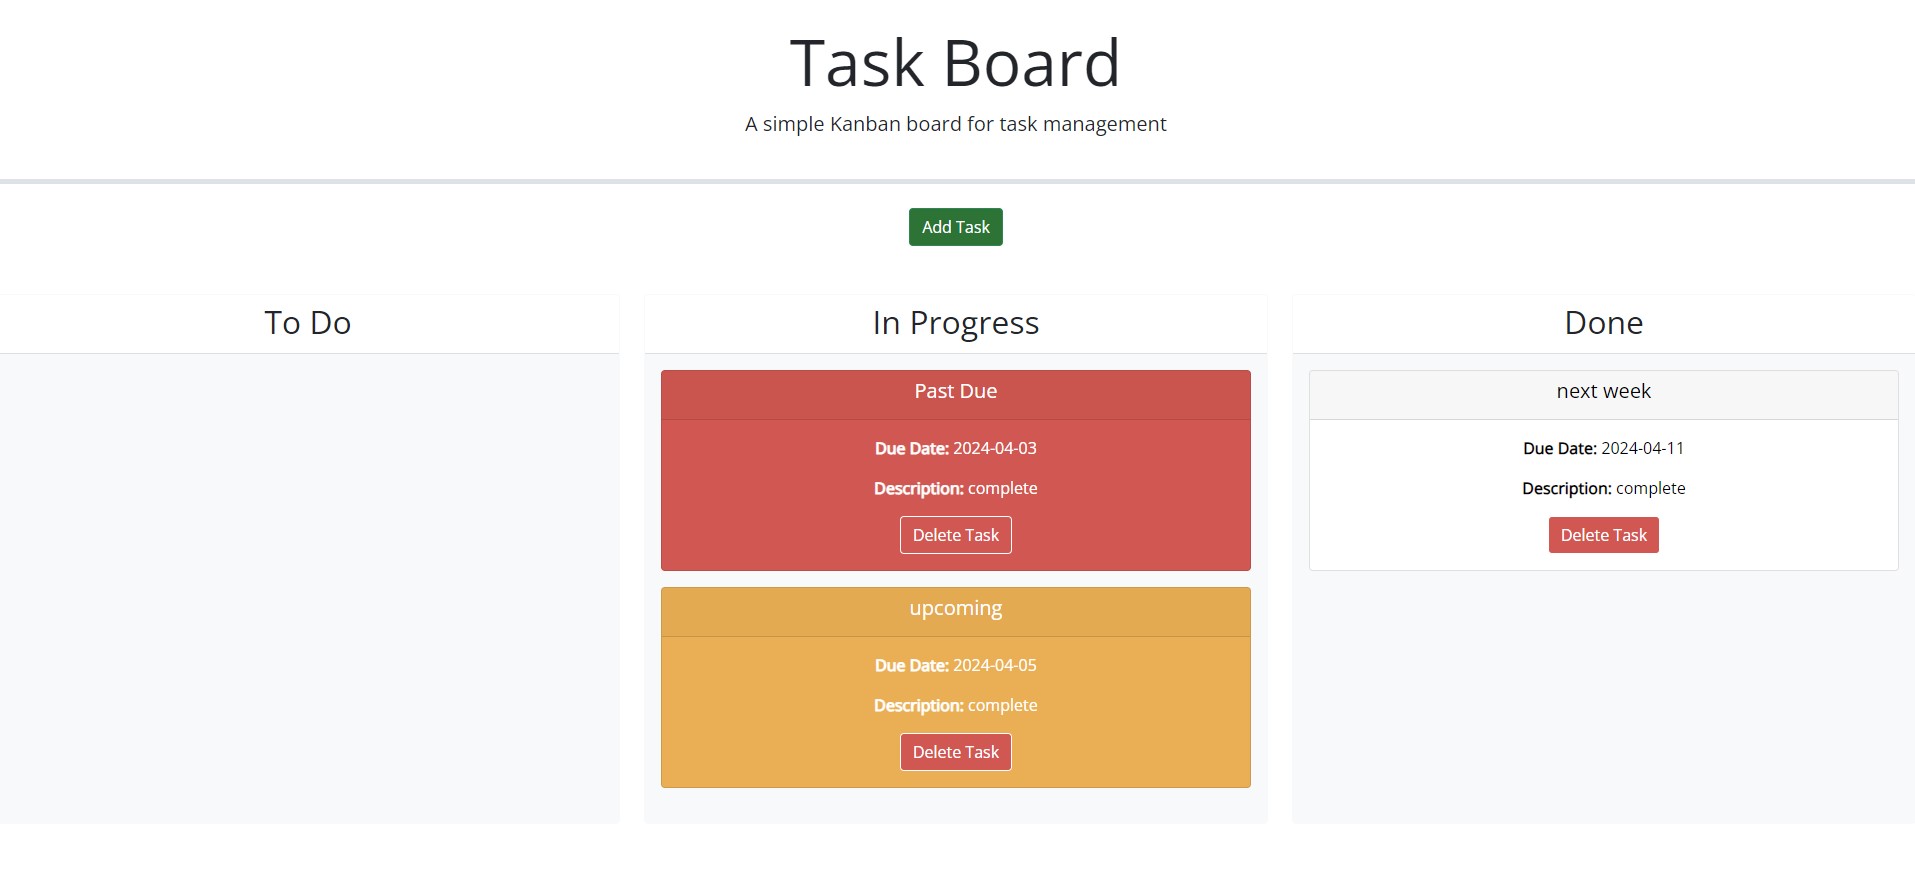 Task Board
A simple Kanban board for task management
Add Task
To Do
In Progress
Past Due
Due Date: 2024-04-03
Description: complete
Delete Task
upcoming
Due Date: 2024-04-05
Description: complete
Delete Task
Done
next week
Due Date: 2024-04-11
Description: complete
Delete Task